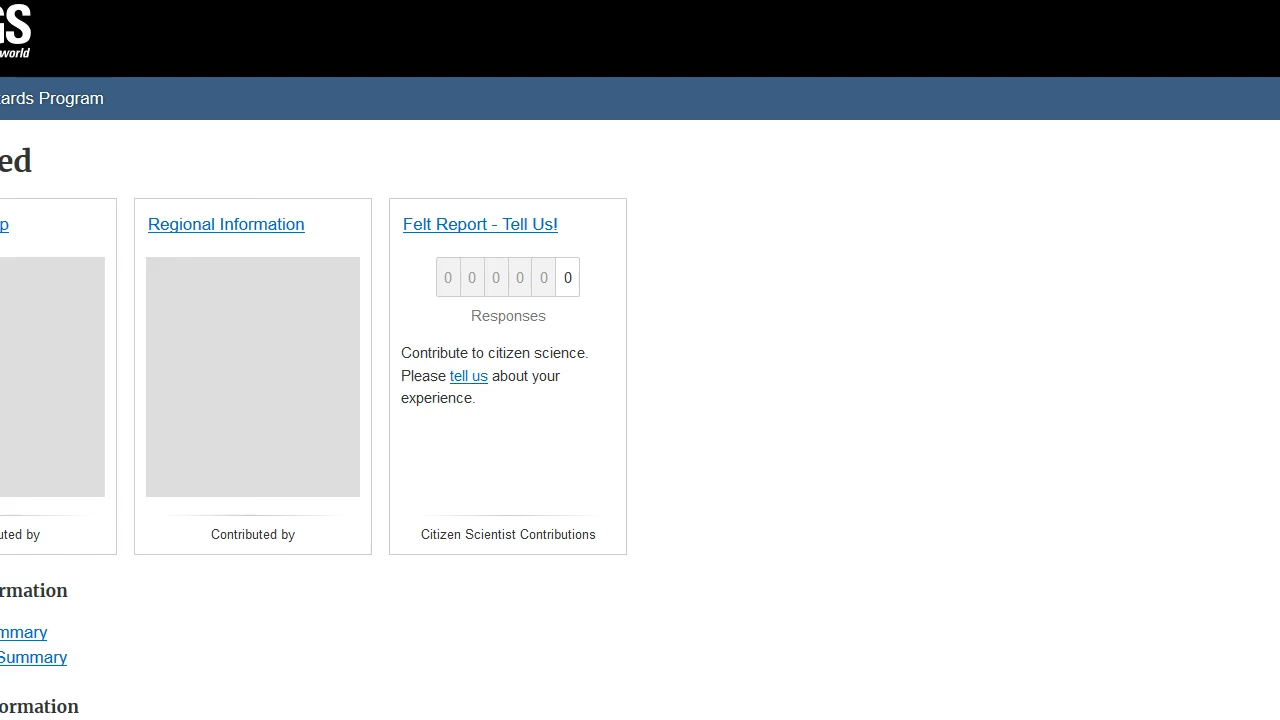 GS
world
ards Program
ed
p
Regional Information
Felt Report - Tell Us!
0 0 0 0 0 0
Responses
Contribute to citizen science.
Please tell us about your
experience.
uted by
Contributed by
Citizen Scientist Contributions
rmation
mmary
Summary
ormation